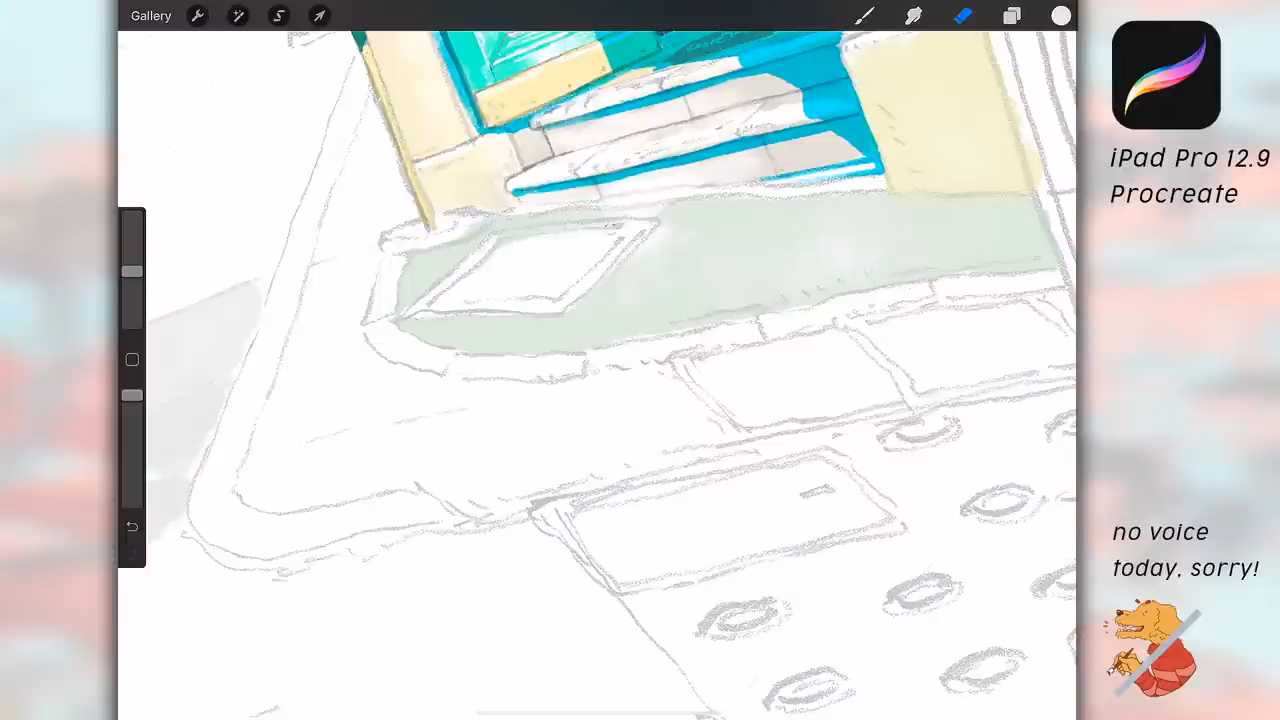 Gallery
iPad Pro 12.9
Procreate
no voice
today, sorry!